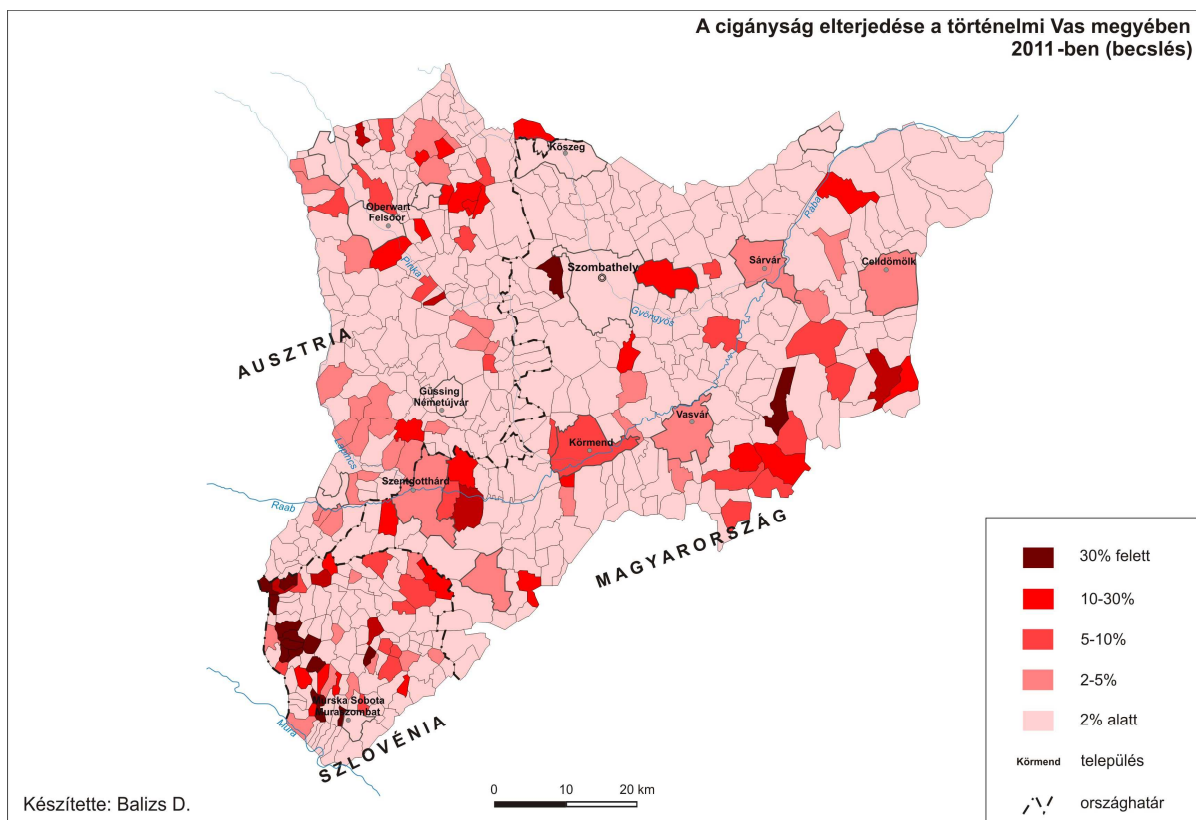 A cigányság elterjedése a történelmi Vas megyében
2011-ben (becslés)
Kőszeg
Oberwart
Felsőőr
Pinka
Rába
Sárvár
Celldömölk
Szombathely
Gyöngyös
AUSZTRIA
Güssing
Németújvár
Vasvár
Körmend
Lapincs
Szentgotthárd
Raab
MAGYARORSZÁG
Murska Sobota
Muraszombat
Mura
SZLOVÉNIA
30% felett
10-30%
5-10%
2-5%
2% alatt
Körmend település
országhatár
0 10 20 km
Készítette: Balizs D.